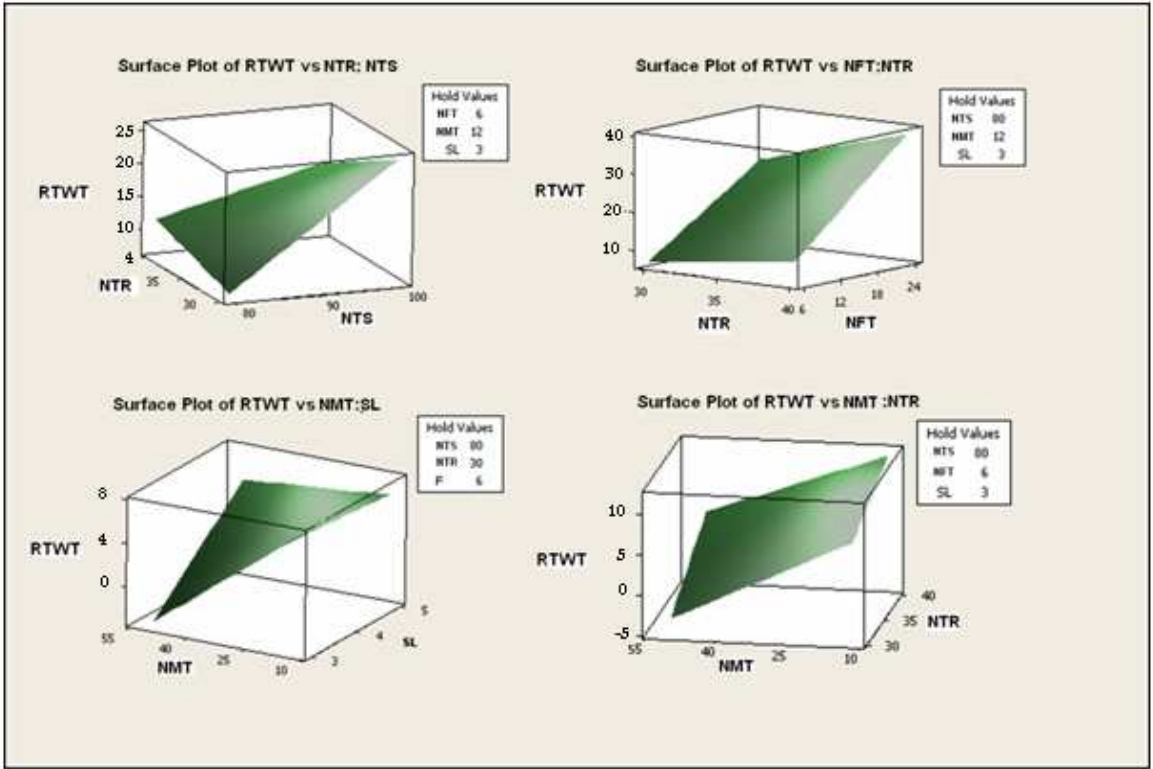 Surface Plot of RTWT vs NTR; NTS
Hold Values
NFT 6
NMT 12
SL 3
25
20
15
10
4
RTWT
NTR
35
30
80
90
100
NTS
Surface Plot of RTWT vs NFT:NTR
Hold Values
NTS 80
NMT 12
SL 3
40
30
20
10
RTWT
30
35
40
NTR
6
12
18
24
NFT
Surface Plot of RTWT vs NMT:SL
Hold Values
NTS 80
NTR 30
F 6
8
4
0
RTWT
55
40
25
10
NMT
3
4
5
SL
Surface Plot of RTWT vs NMT :NTR
Hold Values
NTS 80
NFT 6
SL 3
10
5
0
-5
RTWT
55
40
25
10
NMT
30
35
40
NTR